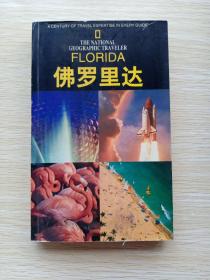 A CENTURY OF TRAVEL EXPERTISE IN EVERY GUIDE
THE NATIONAL
GEOGRAPHIC TRAVELER
FLORIDA
佛罗里达